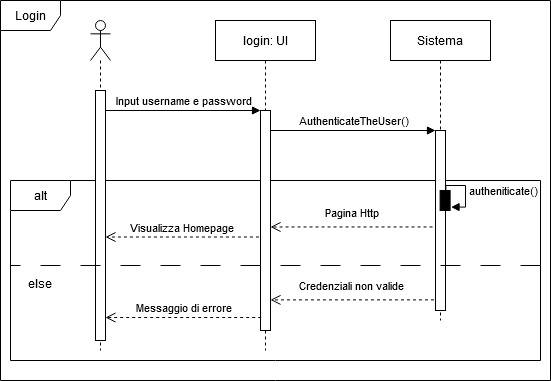 Login
login: UI
Sistema
Input username e password
AuthenticateTheUser()
alt
autheniticate()
Pagina Http
Visualizza Homepage
else
Credenziali non valide
Messaggio di errore